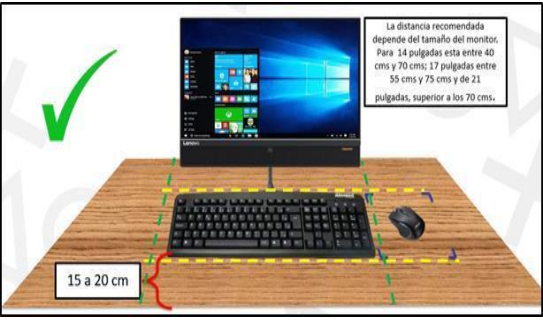 La distancia recomendada
depende del tamaño del monitor.
Para 14 pulgadas esta entre 40
cms y 70 cms; 17 pulgadas entre
55 cms y 75 cms y de 21
pulgadas, superior a los 70 cms.
Lenovo
15 a 20 cm